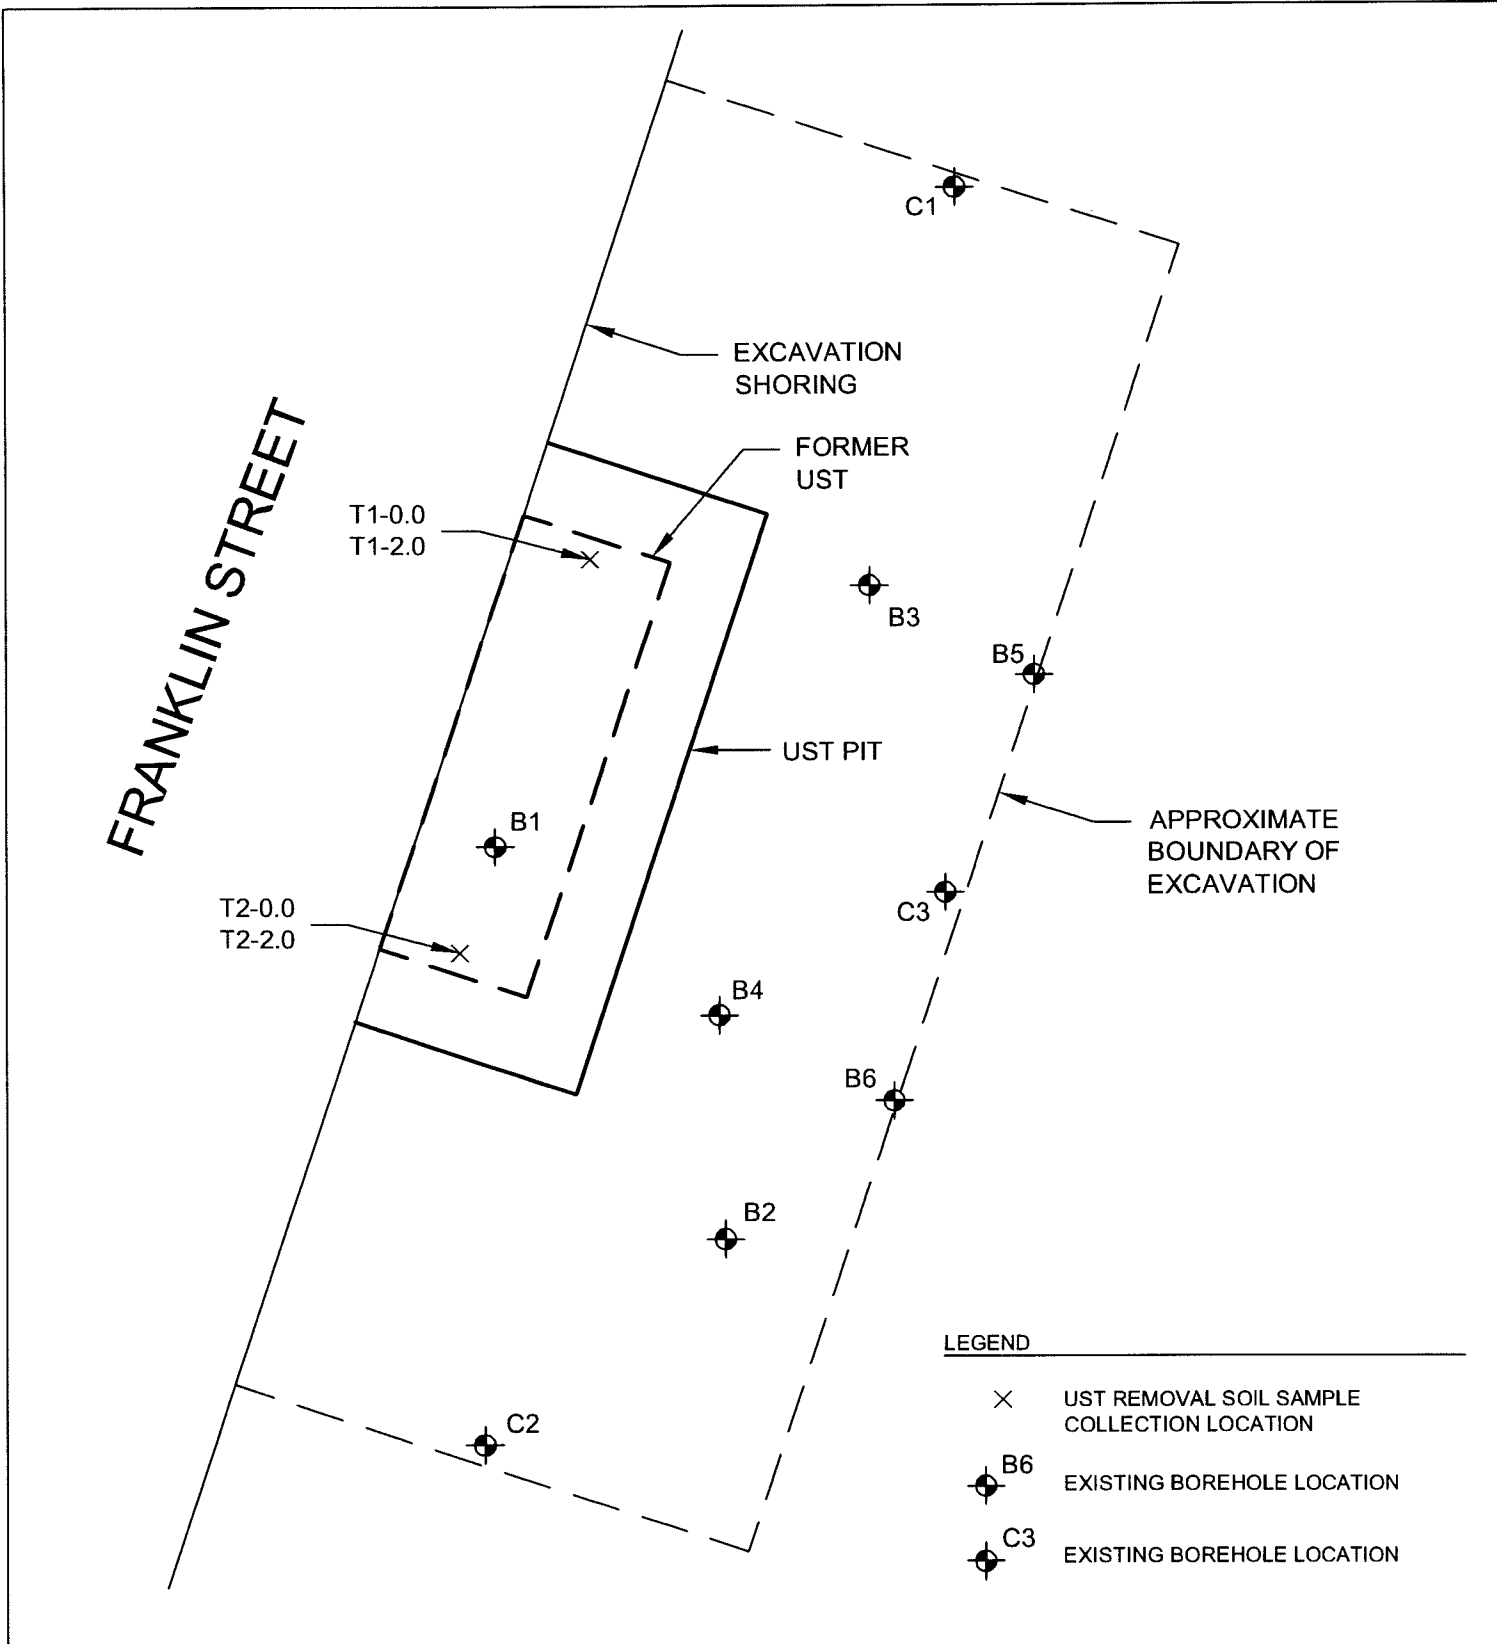 C1
EXCAVATION
SHORING
FORMER
UST
FRANKLIN STREET
T1-0.0
T1-2.0
B3
B5
UST PIT
B1
APPROXIMATE
BOUNDARY OF
EXCAVATION
C3
T2-0.0
T2-2.0
B4
B6
B2
C2
LEGEND
UST REMOVAL SOIL SAMPLE
COLLECTION LOCATION
B6
EXISTING BOREHOLE LOCATION
C3
EXISTING BOREHOLE LOCATION